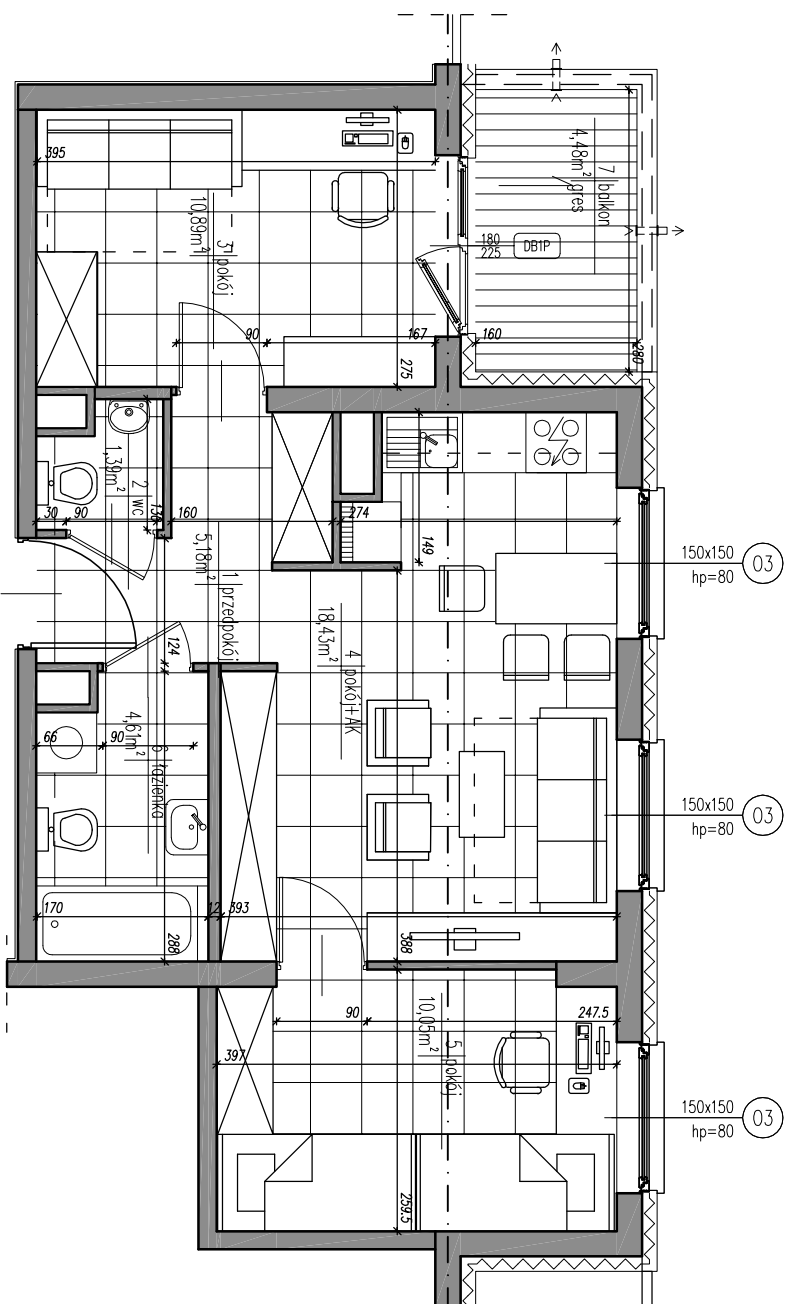 7 balkon
4,48m² gres
395
180
225
DB1P
3 pokój
10,89m²
90
167
275
160
280
2 WC
1,39m²
30
90
136
160
274
149
1 przedpokój
5,18m²
150x150
hp=80
03
4 pokój+AK
18,43m²
124
66
90
6 łazienka
4,61m²
150x150
hp=80
03
170
12
393
288
388
5 pokój
10,05m²
90
247.5
397
150x150
hp=80
03
259.5